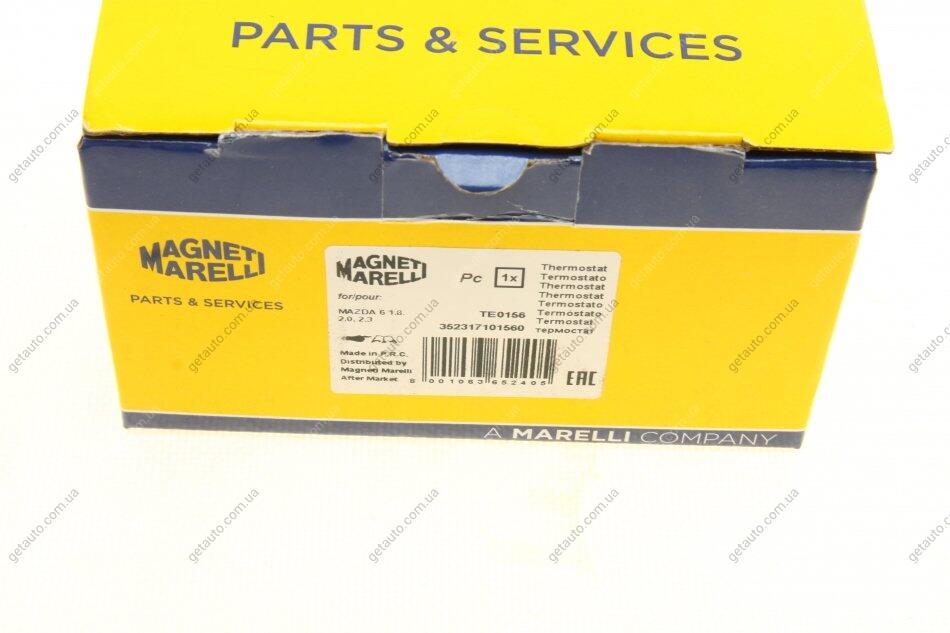 PARTS & SERVICES
MAGNETI
MARELLI
PARTS & SERVICES
MAGNETI
MARELLI
for/pour:
MAZDA 6 1.8,
2.0, 2.3
Made in P.R.C.
Distributed by
Magneti Marelli
After Market
Pc 1x
TE0156
352317101560
Thermostat
Termostato
Thermostat
Thermostat
Termostato
Termostato
Termostat
термостат
8 001063 652405
EAC
A MARELLI COMPANY
getauto.com.ua